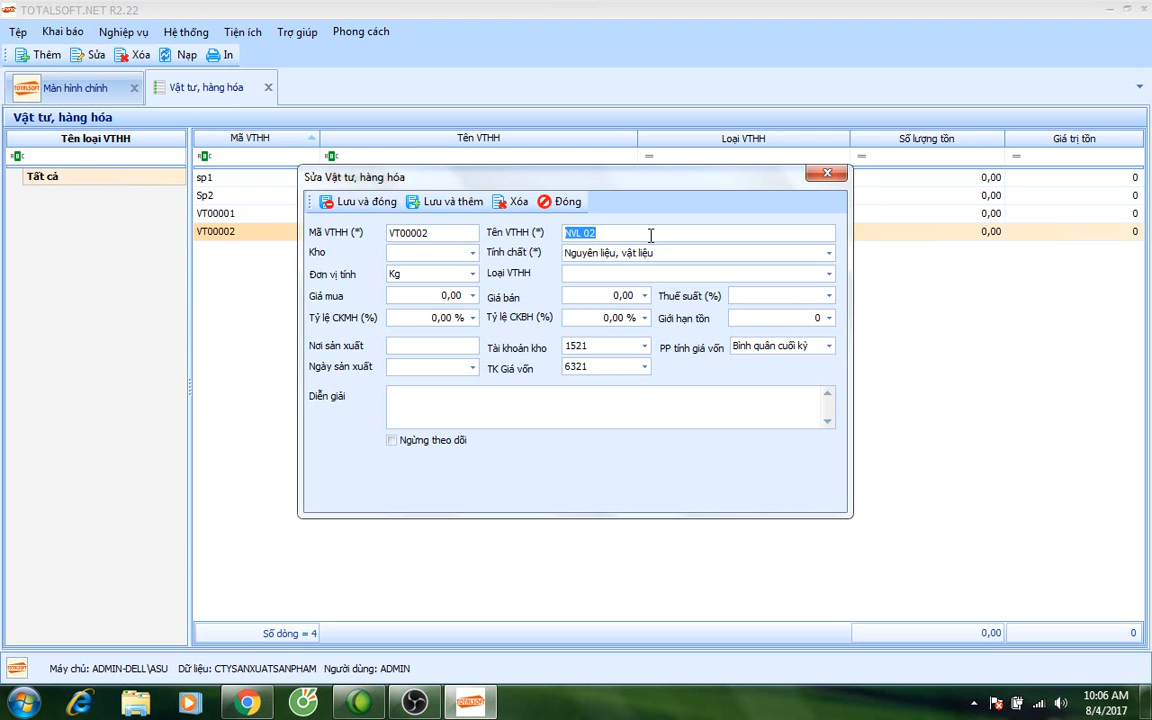 TOTALSOFT.NET R2.22
Tệp Khai báo Nghiệp vụ Hệ thống Tiện ích Trợ giúp Phong cách
Thêm Sửa Xóa Nạp In
TOTALSOFT Màn hình chính Vật tư, hàng hóa
Vật tư, hàng hóa
Tên loại VTHH Mã VTHH Tên VTHH Loại VTHH Số lượng tồn Giá trị tồn
Tất cả sp1 0,00 0
Sp2 0,00 0
VT00001 0,00 0
VT00002 0,00 0
Sửa Vật tư, hàng hóa
Lưu và đóng Lưu và thêm Xóa Đóng
Mã VTHH (*) VT00002 Tên VTHH (*) NVL 02
Kho Tính chất (*) Nguyên liệu, vật liệu
Đơn vị tính Kg Loại VTHH
Giá mua 0,00 Giá bán 0,00 Thuế suất (%)
Tỷ lệ CKMH (%) 0,00 % Tỷ lệ CKBH (%) 0,00 % Giới hạn tồn 0
Nơi sản xuất Tài khoản kho 1521 PP tính giá vốn Bình quân cuối kỳ
Ngày sản xuất TK Giá vốn 6321
Diễn giải
Ngừng theo dõi
Số dòng = 4 0,00 0
Máy chủ: ADMIN-DELL\ASU Dữ liệu: CTYSANXUATSANPHAM Người dùng: ADMIN
10:06 AM
8/4/2017